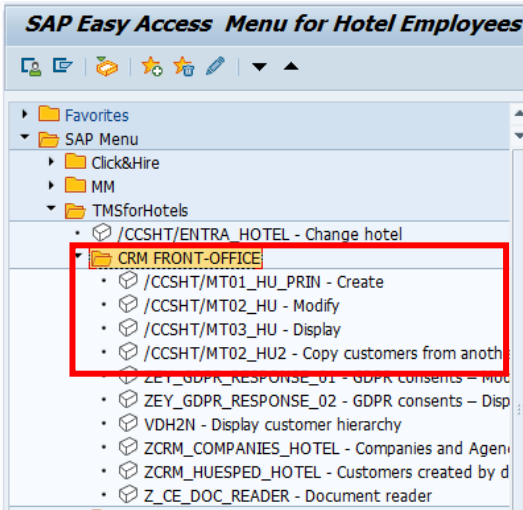 SAP Easy Access Menu for Hotel Employees
Favorites
SAP Menu
Click&Hire
MM
TMSforHotels
/CCSHT/ENTRA_HOTEL - Change hotel
CRM FRONT-OFFICE
/CCSHT/MT01_HU_PRIN - Create
/CCSHT/MT02_HU - Modify
/CCSHT/MT03_HU - Display
/CCSHT/MT02_HU2 - Copy customers from anoth
ZEY_GDPR_RESPONSE_01 - GDPR consents – Mod
ZEY_GDPR_RESPONSE_02 - GDPR consents – Disp
VDH2N - Display customer hierarchy
ZCRM_COMPANIES_HOTEL - Companies and Agen
ZCRM_HUESPED_HOTEL - Customers created by d
Z_CE_DOC_READER - Document reader